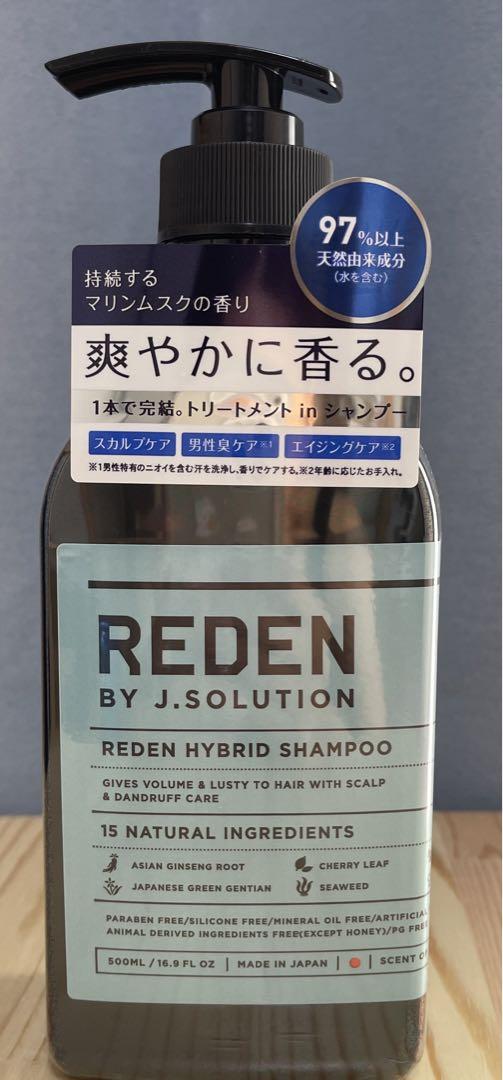 97%以上
天然由来成分
(水を含む)
持続する
マリンムスクの香り
爽やかに香る。
1本で完結。トリートメント in シャンプー
スカルプケア 男性臭ケア※1 エイジングケア※2
※1男性特有のニオイを含む汗を洗浄し、香りでケアする。※2年齢に応じたお手入れ。
REDEN
BY J.SOLUTION
REDEN HYBRID SHAMPOO
GIVES VOLUME & LUSTY TO HAIR WITH SCALP
& DANDRUFF CARE
15 NATURAL INGREDIENTS
ASIAN GINSENG ROOT CHERRY LEAF
JAPANESE GREEN GENTIAN SEAWEED
PARABEN FREE/SILICONE FREE/MINERAL OIL FREE/ARTIFICIAL
ANIMAL DERIVED INGREDIENTS FREE(EXCEPT HONEY)/PG FREE
500ML / 16.9 FL OZ | MADE IN JAPAN | | SCENT